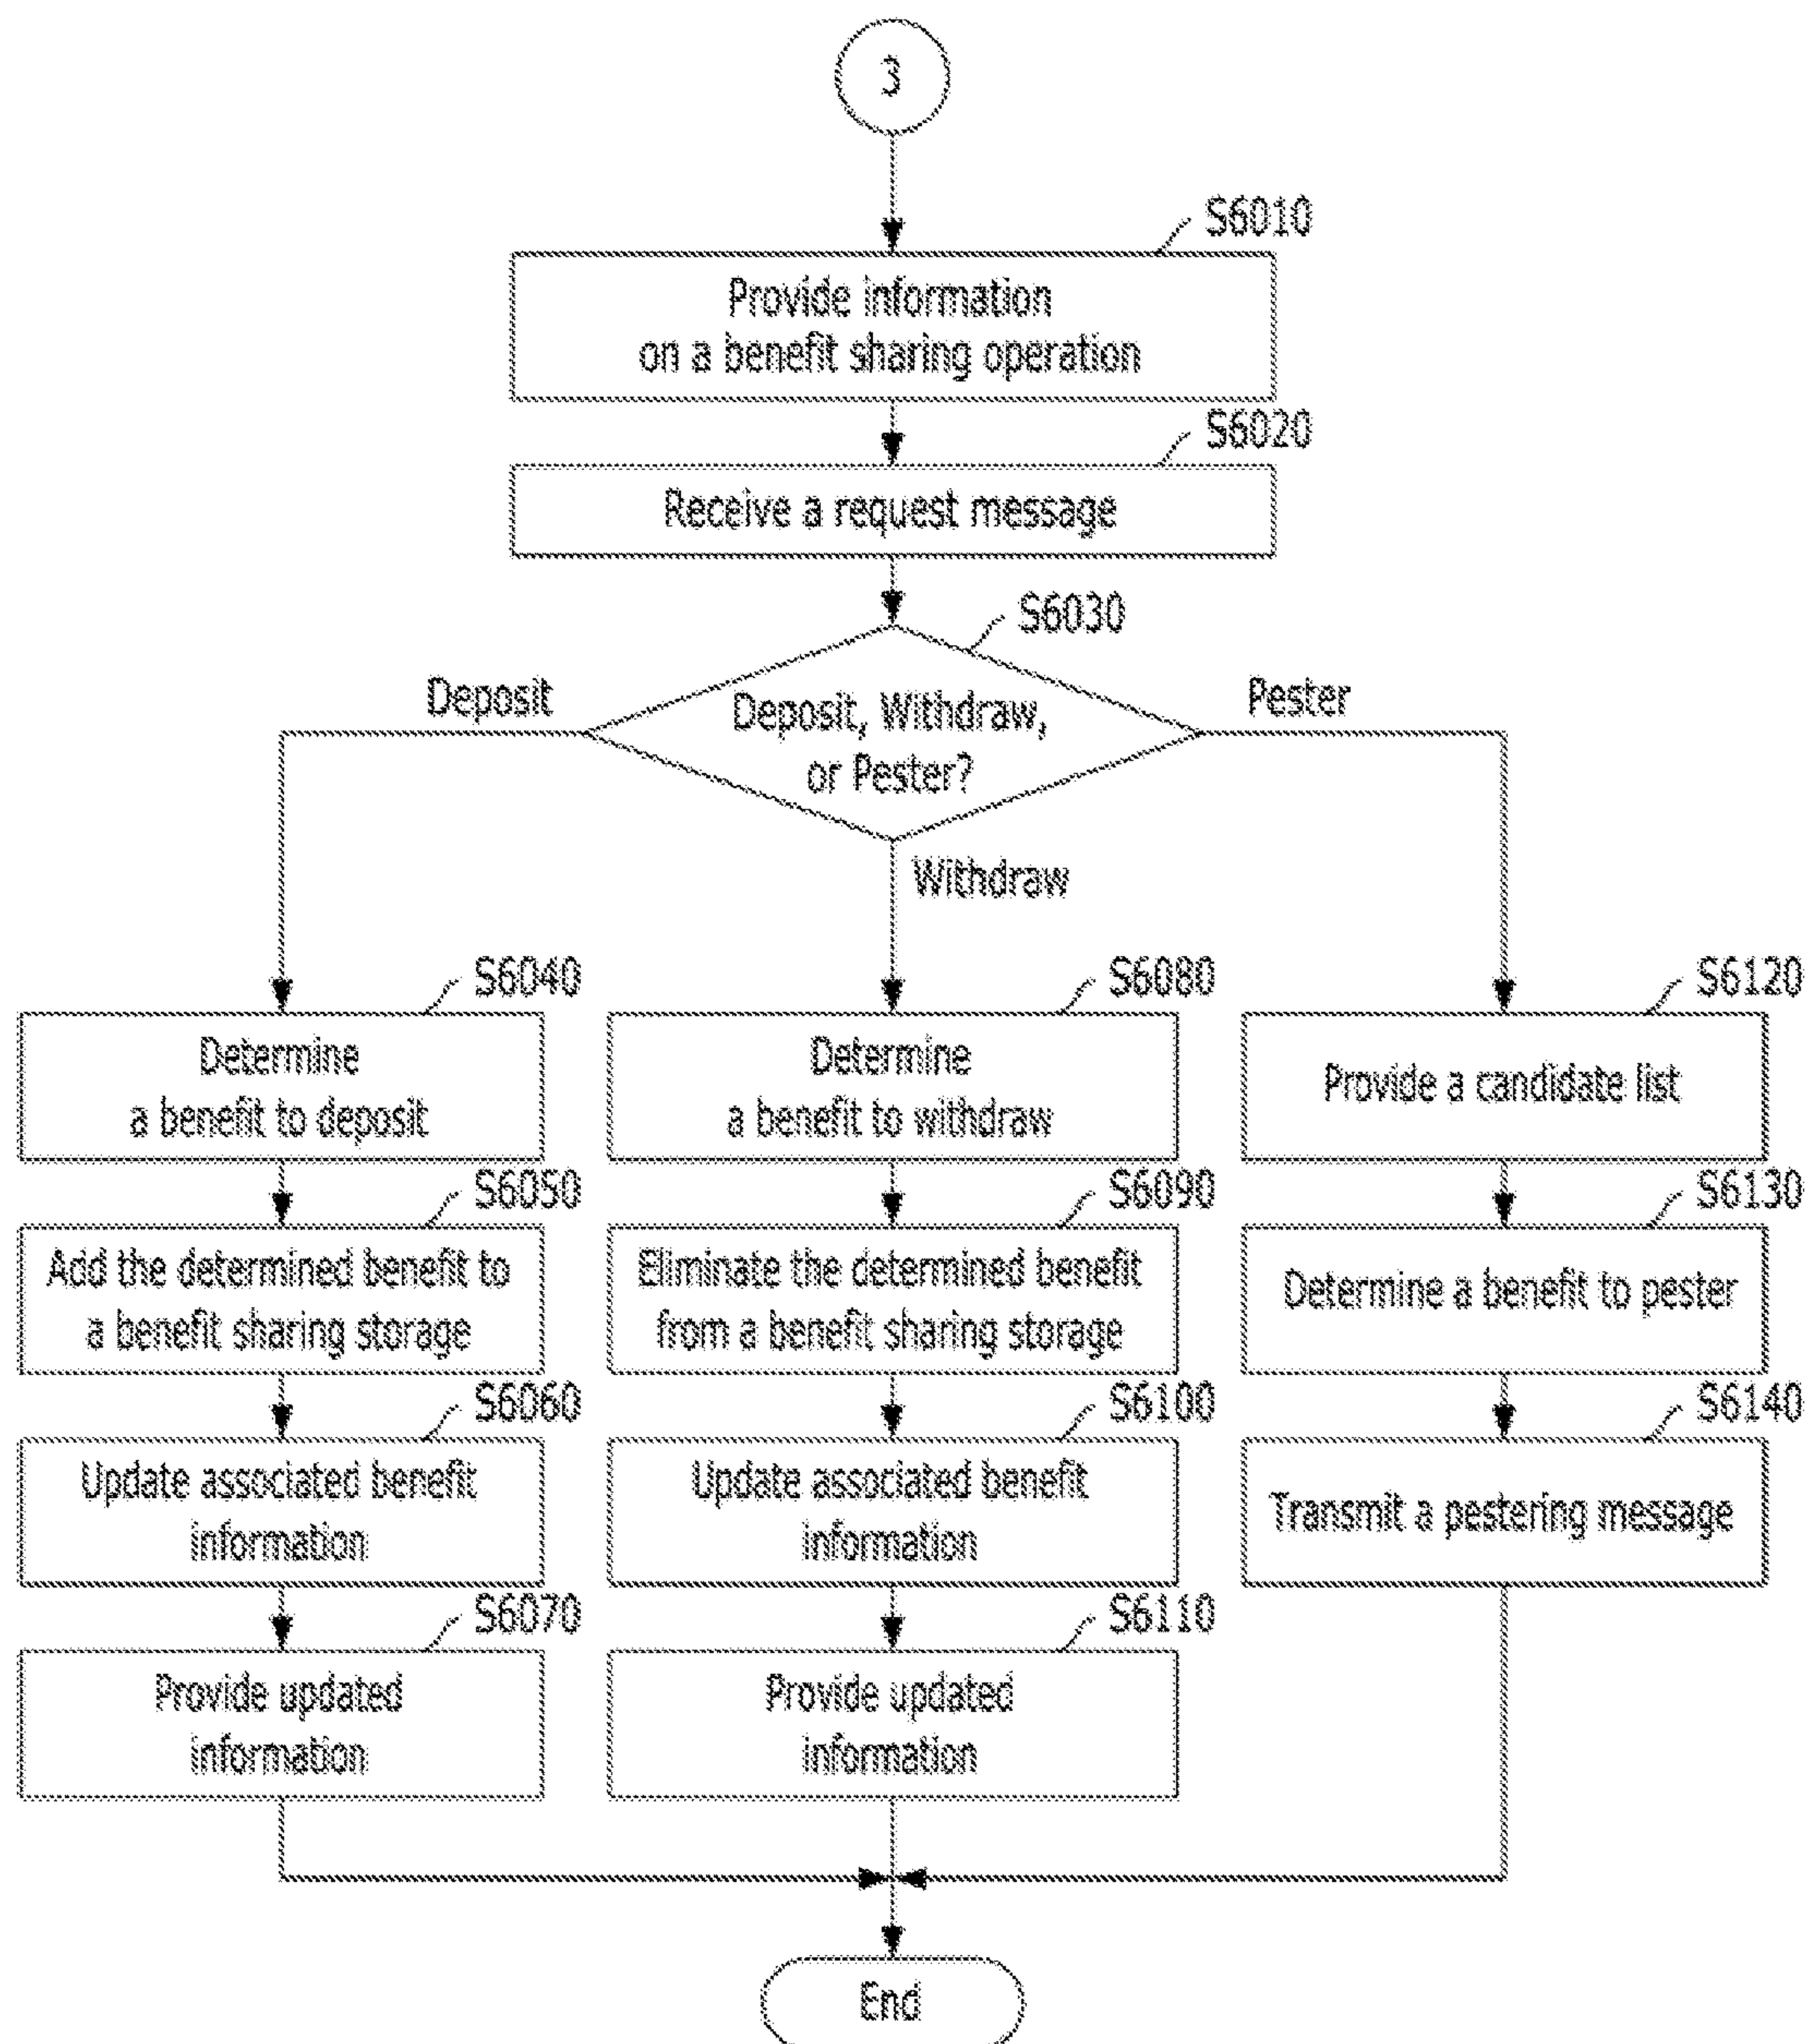 3
S6010
Provide information
on a benefit sharing operation
S6020
Receive a request message
S6030
Deposit
Deposit, Withdraw,
or Pester?
Pester
Withdraw
S6040
Determine
a benefit to deposit
S6050
Add the determined benefit to
a benefit sharing storage
S6060
Update associated benefit
information
S6070
Provide updated
information
S6080
Determine
a benefit to withdraw
S6090
Eliminate the determined benefit
from a benefit sharing storage
S6100
Update associated benefit
information
S6110
Provide updated
information
S6120
Provide a candidate list
S6130
Determine a benefit to pester
S6140
Transmit a pestering message
End